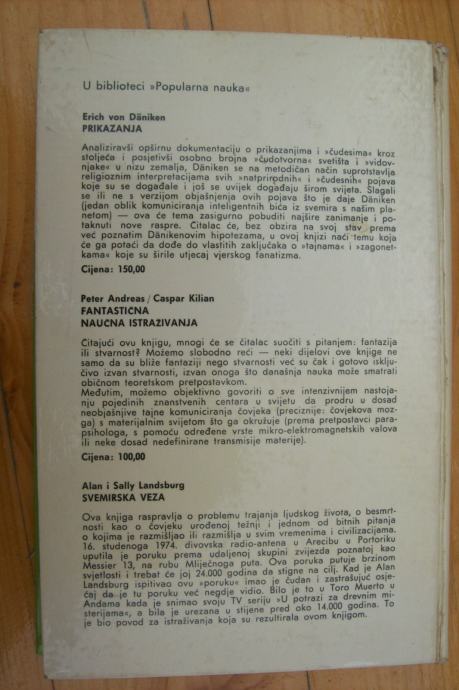 U biblioteci »Popularna nauka«
Erich von Däniken
PRIKAZANJA
Analiziravši opširnu dokumentaciju o prikazanjima i »čudesima« kroz
stoljeća i posjetivši osobno brojna »čudotvorna« svetišta i »vidov-
njake« u nizu zemalja, Däniken se na metodičan način suprotstavlja
religioznim interpretacijama svih »natprirodnih« i »čudesnih« pojava
koje su se događale i još se uvijek događaju širom svijeta. Slagali
se ili ne s verzijom objašnjenja ovih pojava što je daje Däniken
(jedan oblik komuniciranja inteligentnih bića iz svemira s našim pla-
netom) — ova će tema zasigurno pobuditi najšire zanimanje i po-
taknuti nove raspre. Čitalac će, bez obzira na svoj stav prema
već poznatim Dänikenovim hipotezama, u ovoj knjizi naći temu koja
će ga potaći da dođe do vlastitih zaključaka o »tajnama« i »zagonet-
kama« koje su širile utjecaj vjerskog fanatizma.
Cijena: 150,00
Peter Andreas / Caspar Kilian
FANTASTICNA
NAUCNA ISTRAŽIVANJA
Čitajući ovu knjigu, mnogi će se čitalac suočiti s pitanjem: fantazija
ili stvarnost? Možemo slobodno reći — neki dijelovi ove knjige ne
samo da su bliže fantaziji nego stvarnosti već su čak i gotovo isklju-
čivo izvan stvarnosti, izvan onoga što današnja nauka može smatrati
običnom teoretskom pretpostavkom.
Međutim, možemo objektivno govoriti o sve intenzivnijem nastoja-
nju pojedinih znanstvenih centara u svijetu da prodru u dosad
neobjašnjive tajne komuniciranja čovjeka (preciznije: čovjekova moz-
ga) s materijalnim svijetom što ga okružuje (prema pretpostavci para-
psihologa, s pomoću određene vrste mikro-elektromagnetskih valova
ili neke dosad nedefinirane transmisije materije).
Cijena: 100,00
Alan i Sally Landsburg
SVEMIRSKA VEZA
Ova knjiga raspravlja o problemu trajanja ljudskog života, o besmrt-
nosti kao o čovjeku urođenoj težnji i jednom od bitnih pitanja
o kojima je razmišljao ili razmišlja u svim vremenima i civilizacijama.
16. studenoga 1974. divovska radio-antena u Arecibu u Portoriku
uputila je poruku prema udaljenoj skupini zvijezda poznatoj kao
Messier 13, na rubu Mliječnoga puta. Ova poruka putuje brzinom
svjetlosti i trebat će joj 24.000 godina da stigne na cilj. Kad je Alan
Landsburg ispitivao ovu »poruku« imao je čudan i zastrašujuć osje-
ćaj da je tu poruku već negdje vidio. Bilo je to u Toro Muerto u
Andama kada je snimao svoju TV seriju »U potrazi za drevnim mi-
sterijama«, a bila je urezana u stijene pred oko 14.000 godina. To
je bio povod za istraživanja koja su rezultirala ovom knjigom.